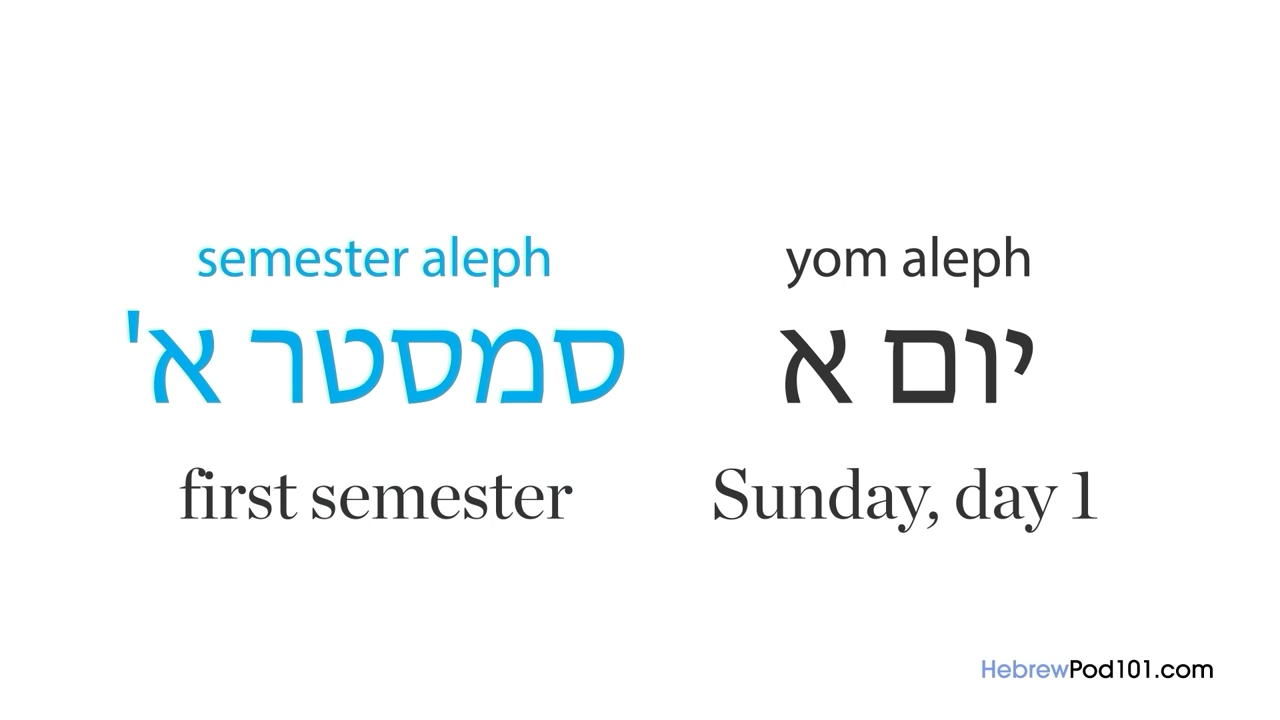 semester aleph
סמסטר א'
first semester
yom aleph
יום א
Sunday, day 1
HebrewPod101.com